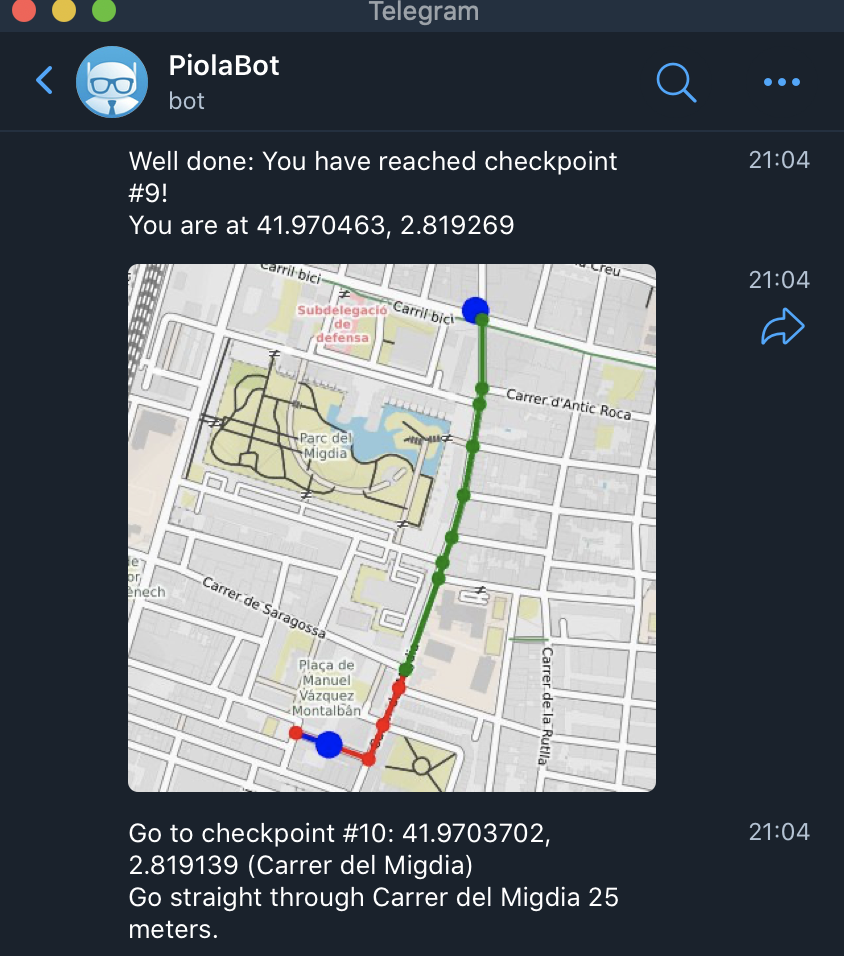 Telegram
PiolaBot
bot
Well done: You have reached checkpoint
#9!
You are at 41.970463, 2.819269
21:04
21:04
Carril bici
Creu
Subdelegació
de
defensa
Carril bici
Carrer d'Antic Roca
Parc del
Migdia
de
or
ènech
Carrer de Saragossa
Plaça de
Manuel
Vázquez
Montalbán
Carrer de la Rutlla
Go to checkpoint #10: 41.9703702,
2.819139 (Carrer del Migdia)
Go straight through Carrer del Migdia 25
meters.
21:04